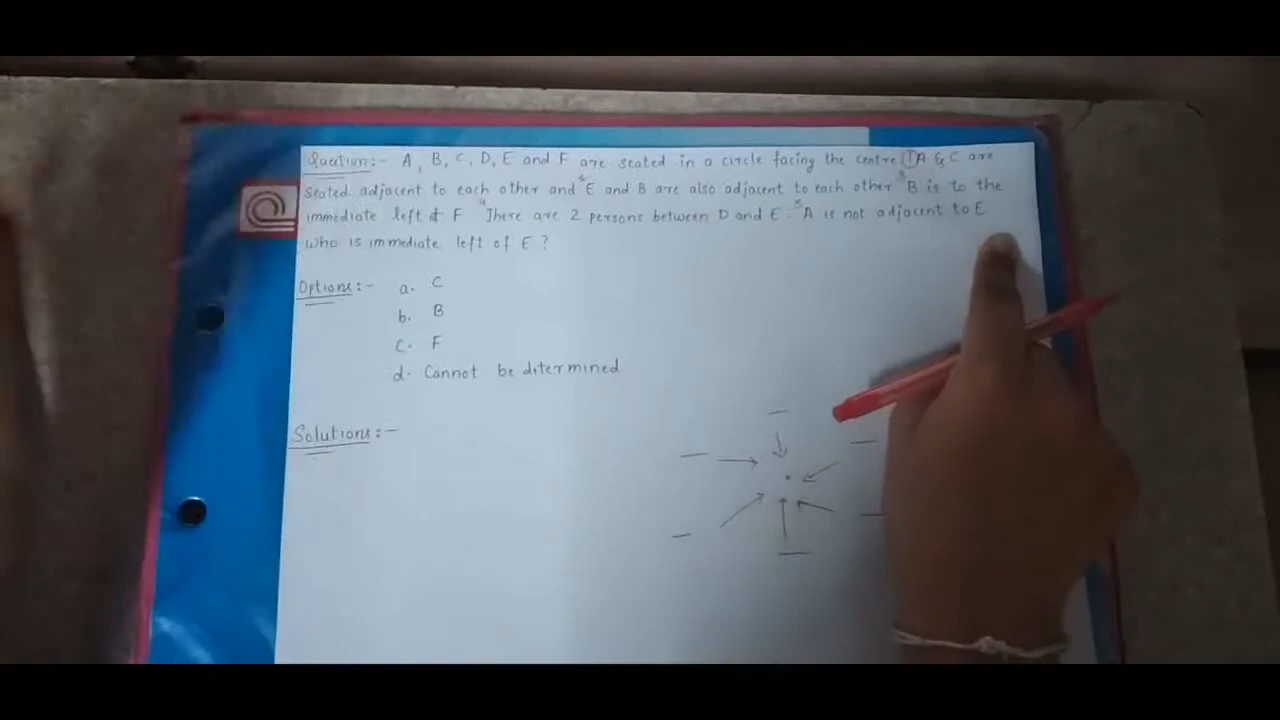 Question:- A, B, C, D, E and F are seated in a circle facing the centre ① A & C are
seated adjacent to each other and ² E and B are also adjacent to each other ³ B is to the
immediate left of F ⁴ There are 2 persons between D and E. ⁵ A is not adjacent to E
Who is immediate left of E ?
Options:-
a. C
b. B
c. F
d. Cannot be determined
Solutions:-